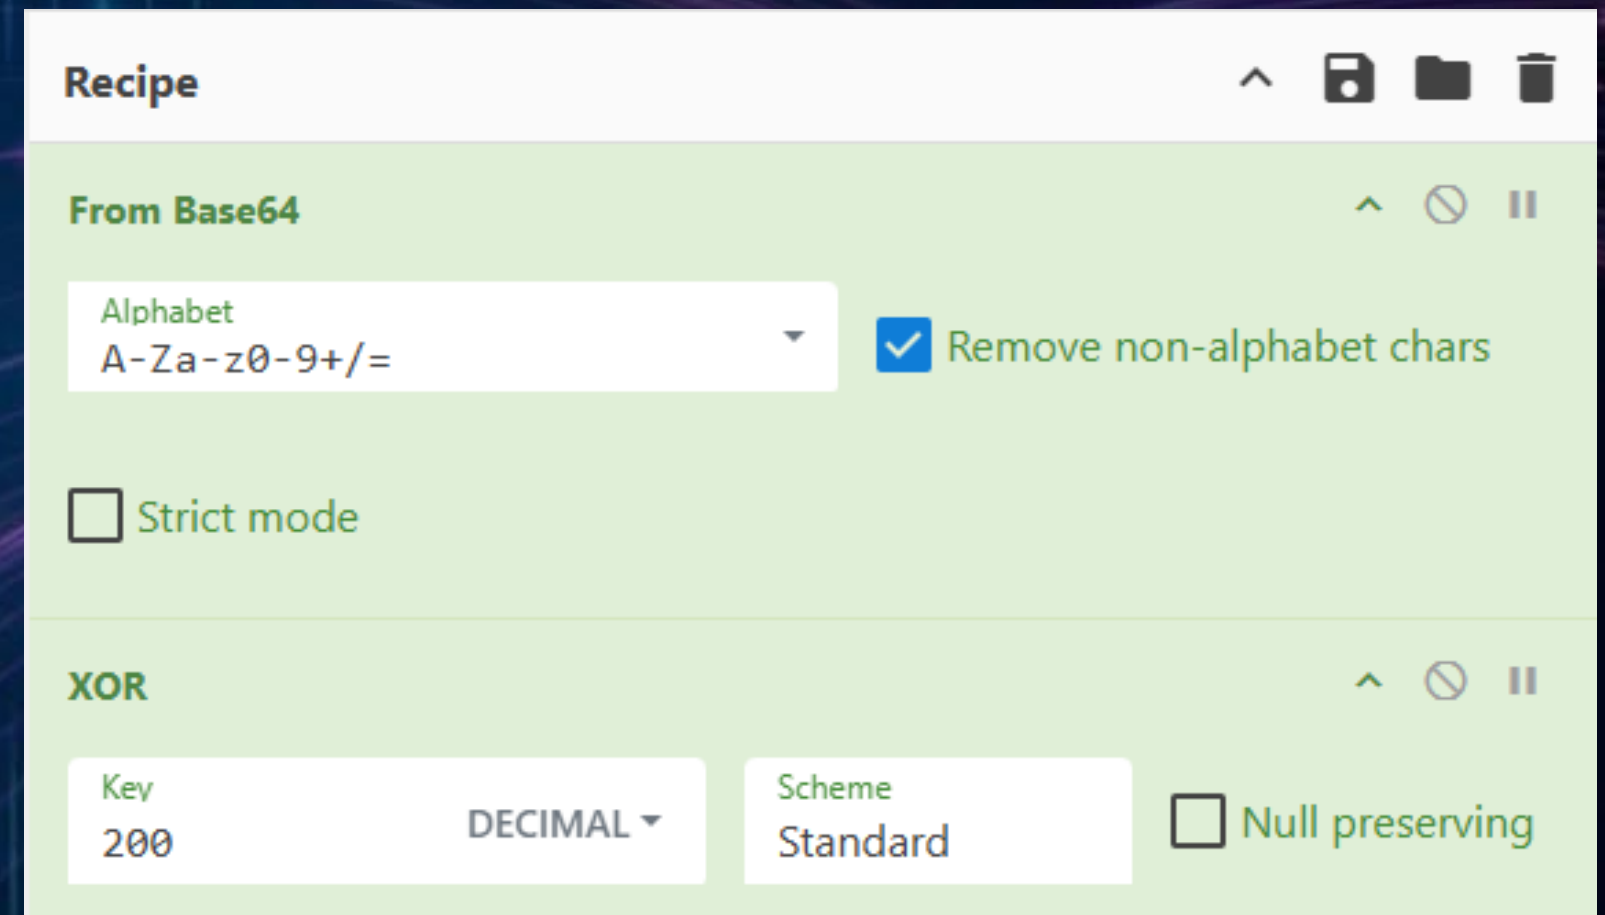 Recipe
From Base64
Alphabet
A-Za-z0-9+/=
Remove non-alphabet chars
Strict mode
XOR
Key
200
DECIMAL
Scheme
Standard
Null preserving